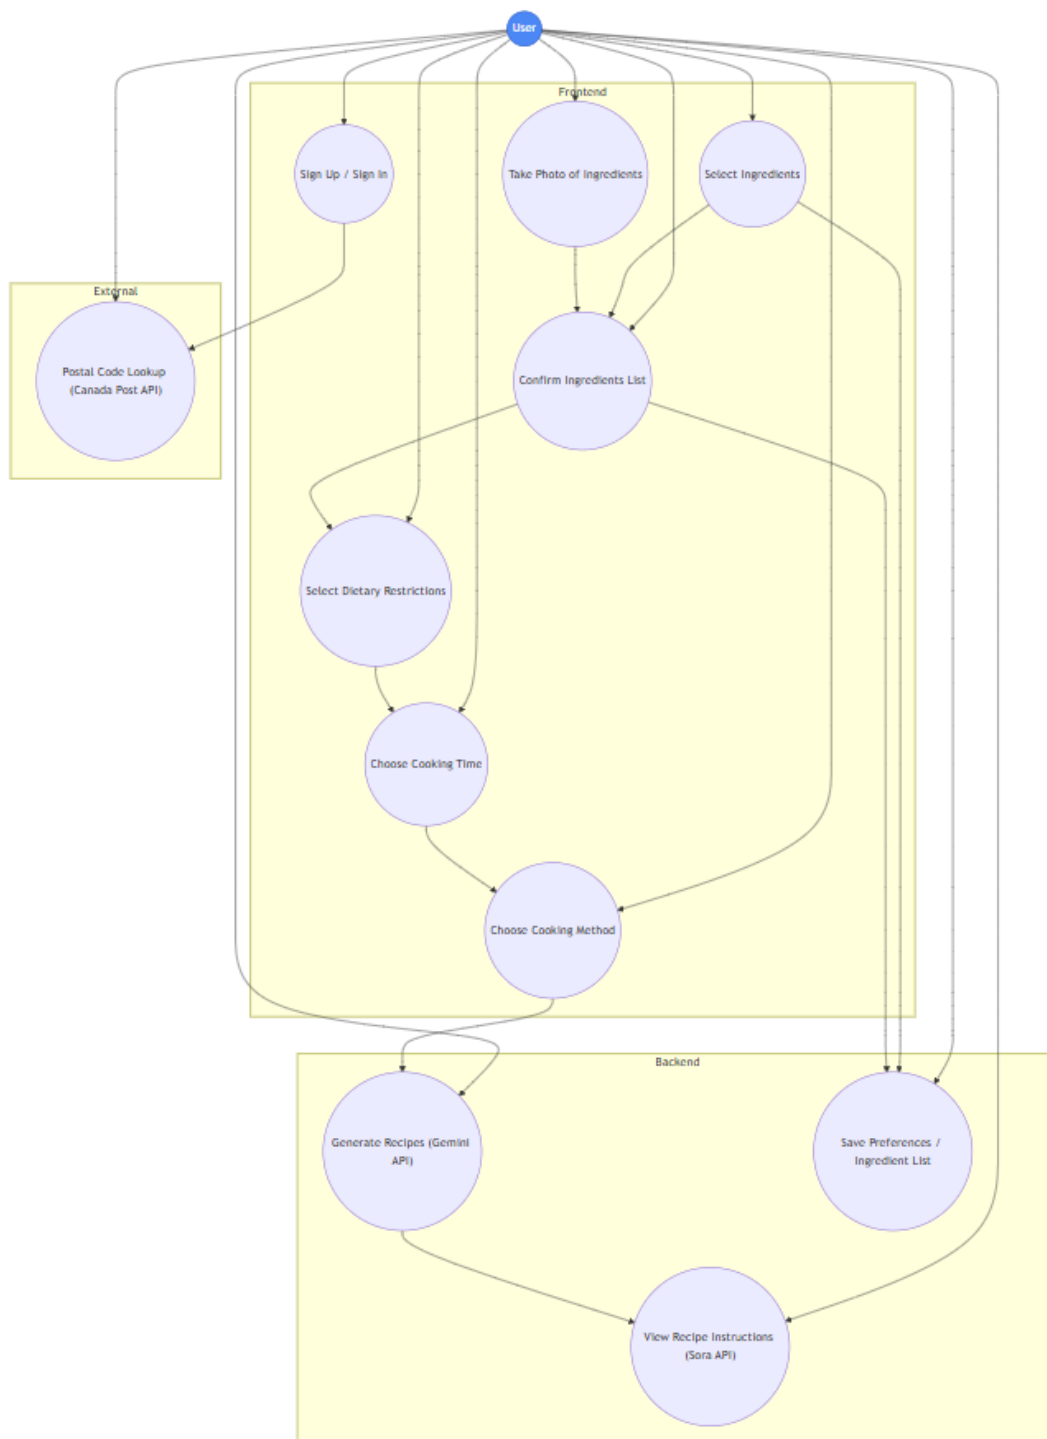 User
Frontend
Sign Up / Sign In
Take Photo of Ingredients
Select Ingredients
External
Postal Code Lookup
(Canada Post API)
Confirm Ingredients List
Select Dietary Restrictions
Choose Cooking Time
Choose Cooking Method
Backend
Generate Recipes (Gemini
API)
Save Preferences /
Ingredient List
View Recipe Instructions
(Sora API)